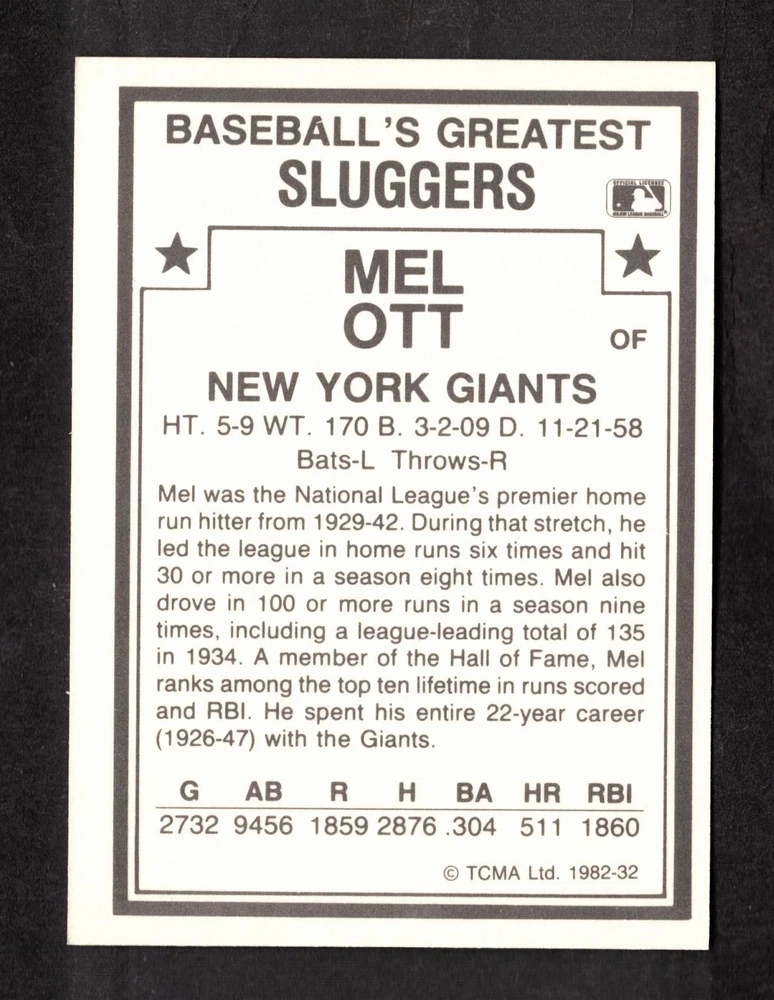 BASEBALL'S GREATEST
SLUGGERS
OFFICIAL LICENSEE
MAJOR LEAGUE BASEBALL
MEL
OTT
OF
NEW YORK GIANTS
HT. 5-9 WT. 170 B. 3-2-09 D. 11-21-58
Bats-L Throws-R
Mel was the National League's premier home
run hitter from 1929-42. During that stretch, he
led the league in home runs six times and hit
30 or more in a season eight times. Mel also
drove in 100 or more runs in a season nine
times, including a league-leading total of 135
in 1934. A member of the Hall of Fame, Mel
ranks among the top ten lifetime in runs scored
and RBI. He spent his entire 22-year career
(1926-47) with the Giants.
G AB R H BA HR RBI
2732 9456 1859 2876 .304 511 1860
© TCMA Ltd. 1982-32